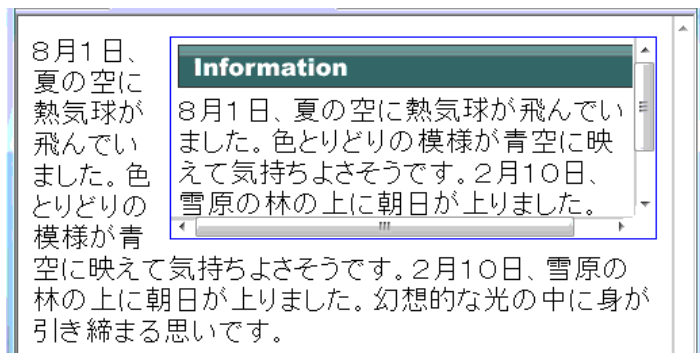 8月1日、
夏の空に
熱気球が
飛んでい
ました。色
とりどりの
模様が青
空に映えて気持ちよさそうです。2月10日、雪原の
林の上に朝日が上りました。幻想的な光の中に身が
引き締まる思いです。
Information
8月1日、夏の空に熱気球が飛んでい
ました。色とりどりの模様が青空に映
えて気持ちよさそうです。2月10日、
雪原の林の上に朝日が上りました。